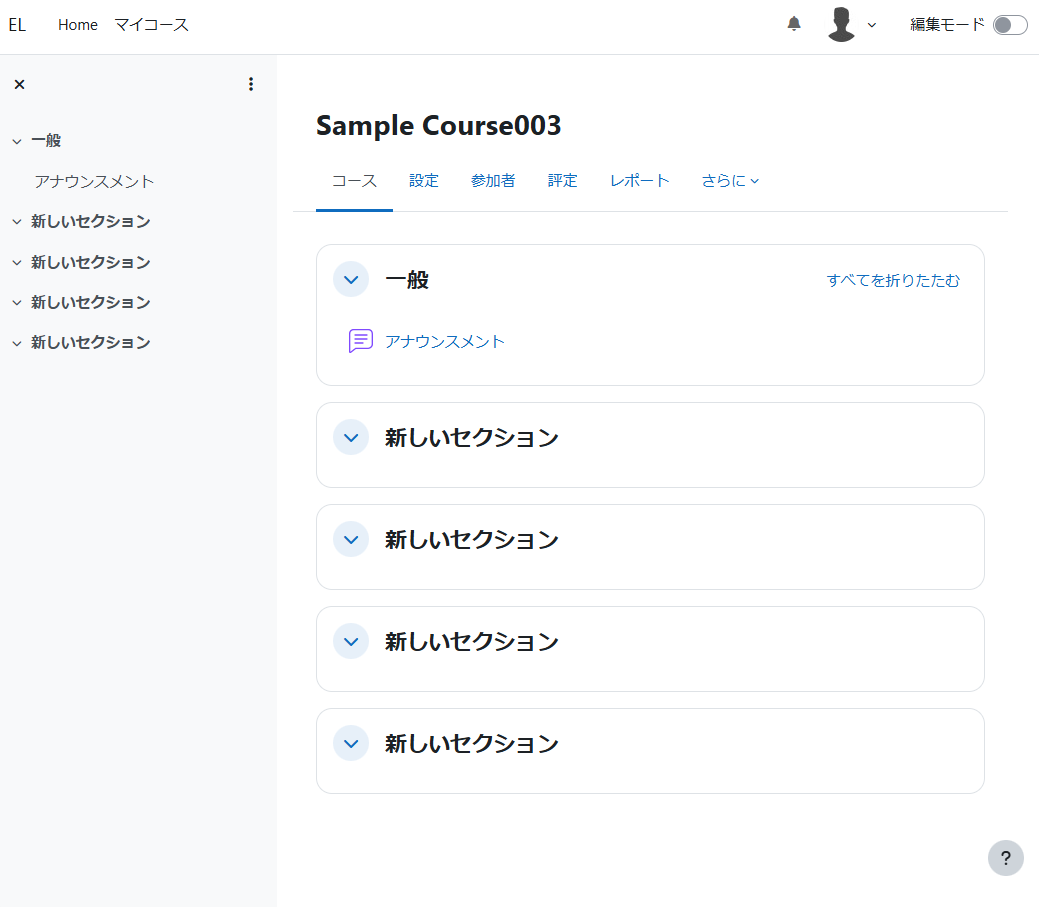 EL Home マイコース 編集モード
一般
アナウンスメント
新しいセクション
新しいセクション
新しいセクション
新しいセクション
Sample Course003
コース 設定 参加者 評定 レポート さらに
一般 すべてを折りたたむ
アナウンスメント
新しいセクション
新しいセクション
新しいセクション
新しいセクション
?